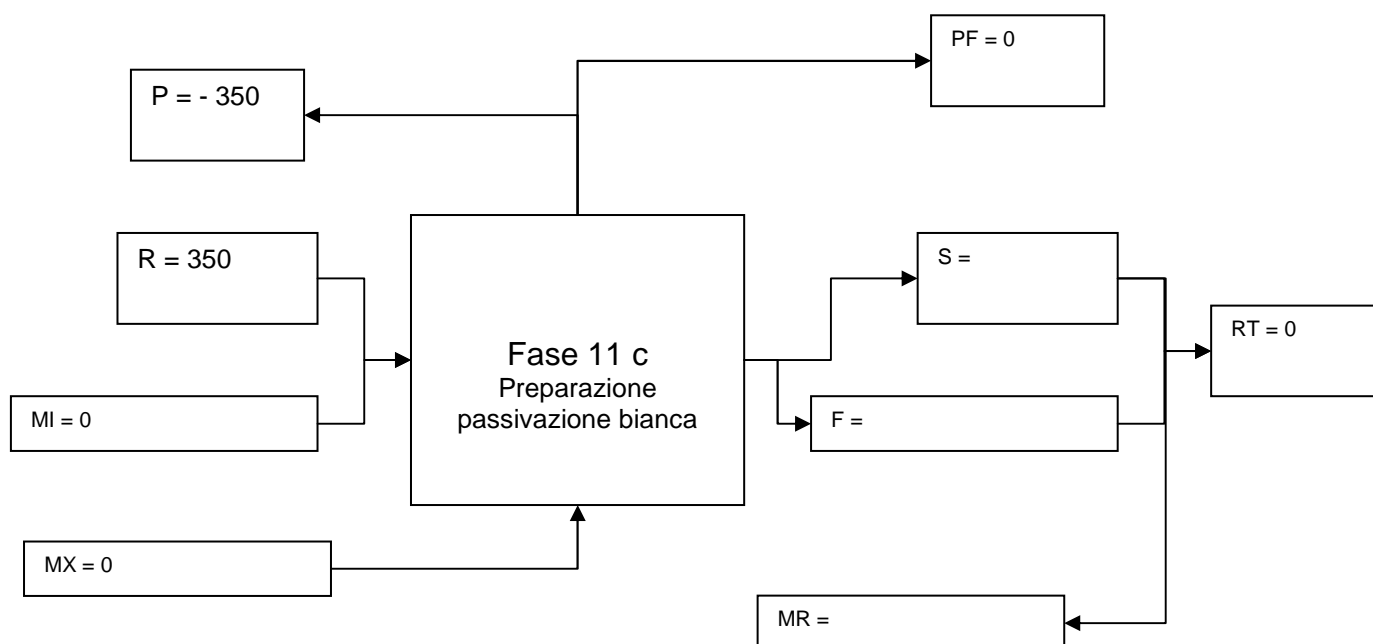 PF = 0
P = - 350
R = 350
S =
Fase 11 c
Preparazione
passivazione bianca
RT = 0
MI = 0
F =
MX = 0
MR =